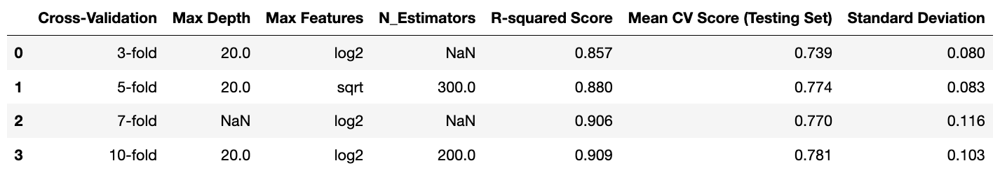 Cross-Validation Max Depth Max Features N_Estimators R-squared Score Mean CV Score (Testing Set) Standard Deviation
0 3-fold 20.0 log2 NaN 0.857 0.739 0.080
1 5-fold 20.0 sqrt 300.0 0.880 0.774 0.083
2 7-fold NaN log2 NaN 0.906 0.770 0.116
3 10-fold 20.0 log2 200.0 0.909 0.781 0.103